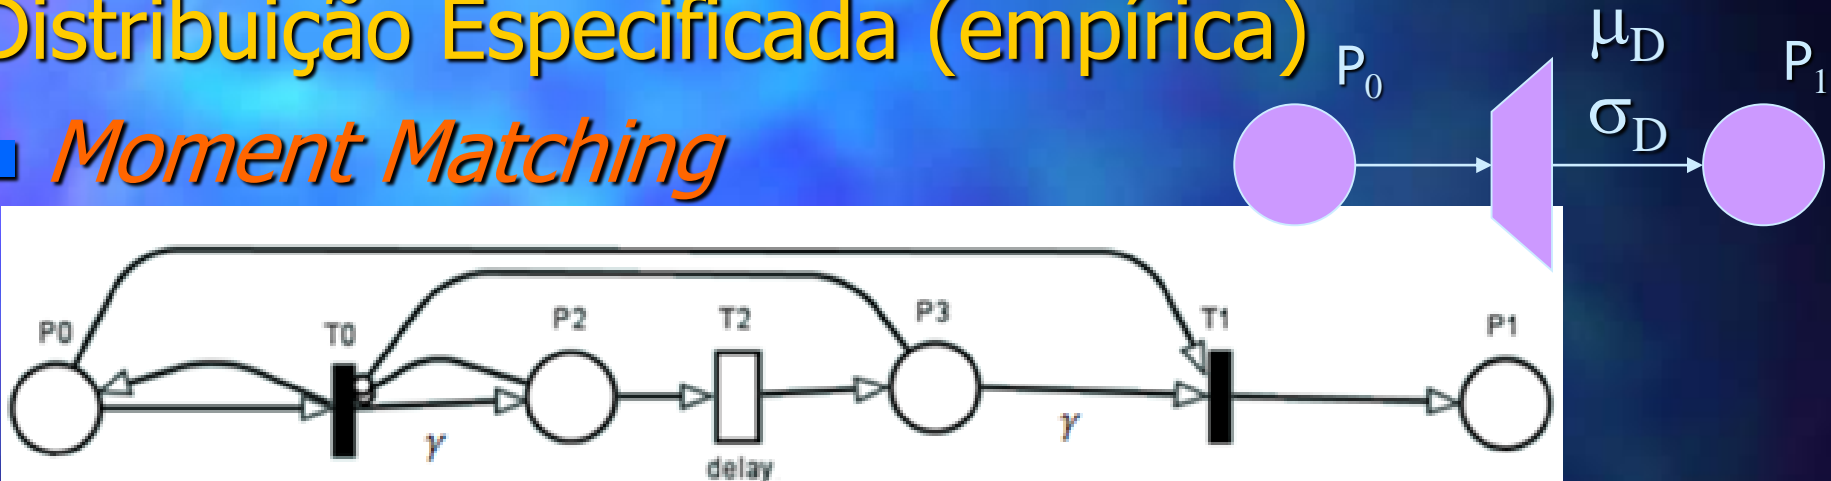 Distribuição Especificada (empírica)
Moment Matching
P0
μD
σD
P1
P0
T0
P2
T2
P3
T1
P1
γ
γ
delay